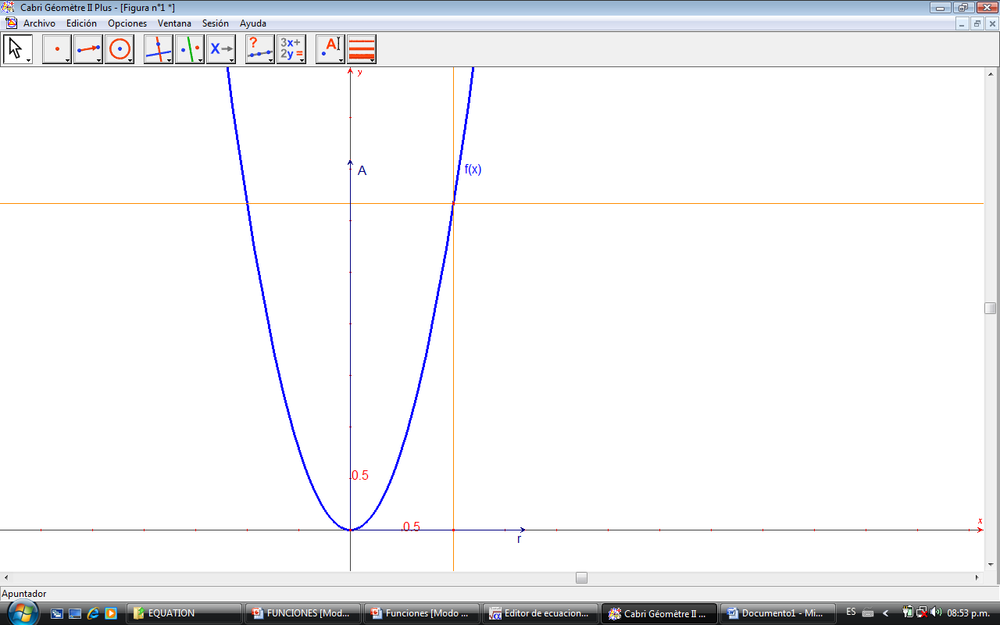 Cabri Géomètre II Plus - [Figura n°1 *]
Archivo Edición Opciones Ventana Sesión Ayuda
? 3x+ A
X 2y =
y
A
f(x)
0.5
0.5
x
r
Apuntador
EQUATION FUNCIONES [Mod... Funciones [Modo ... Editor de ecuacion... Cabri Géomètre II ... Documento1 - Mi... ES 08:53 p.m.